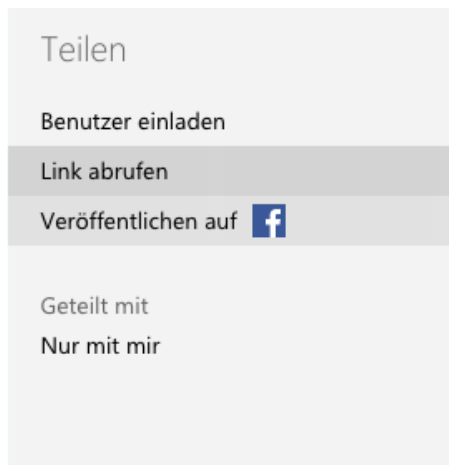 Teilen
Benutzer einladen
Link abrufen
Veröffentlichen auf
Geteilt mit
Nur mit mir